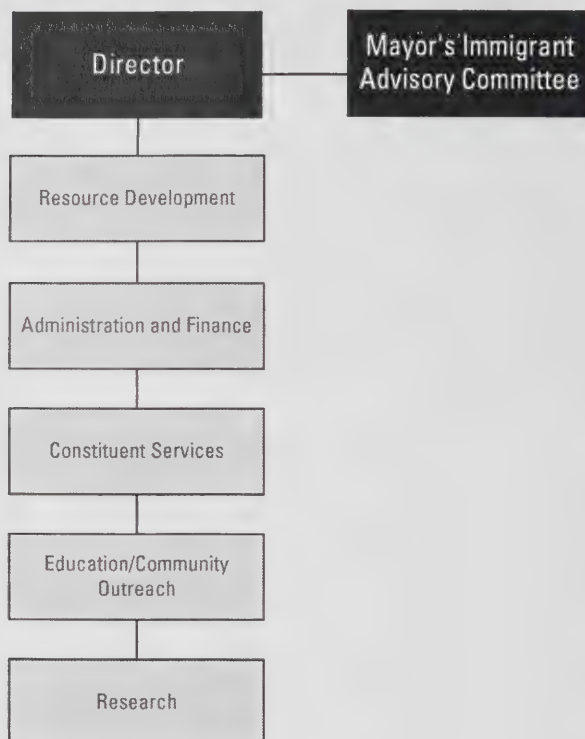 Director
Mayor's Immigrant
Advisory Committee
Resource Development
Administration and Finance
Constituent Services
Education/Community
Outreach
Research